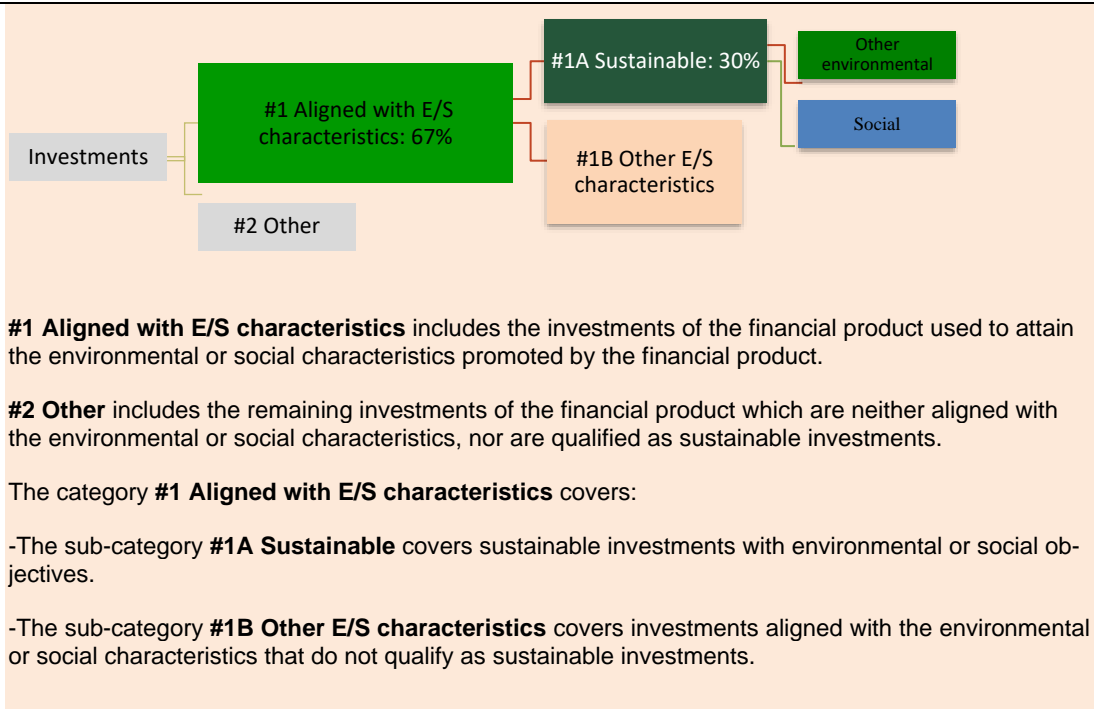 Investments
#1 Aligned with E/S
characteristics: 67%
#2 Other
#1A Sustainable: 30%
#1B Other E/S
characteristics
Other
environmental
Social
#1 Aligned with E/S characteristics includes the investments of the financial product used to attain
the environmental or social characteristics promoted by the financial product.
#2 Other includes the remaining investments of the financial product which are neither aligned with
the environmental or social characteristics, nor are qualified as sustainable investments.
The category #1 Aligned with E/S characteristics covers:
-The sub-category #1A Sustainable covers sustainable investments with environmental or social ob-
jectives.
-The sub-category #1B Other E/S characteristics covers investments aligned with the environmental
or social characteristics that do not qualify as sustainable investments.